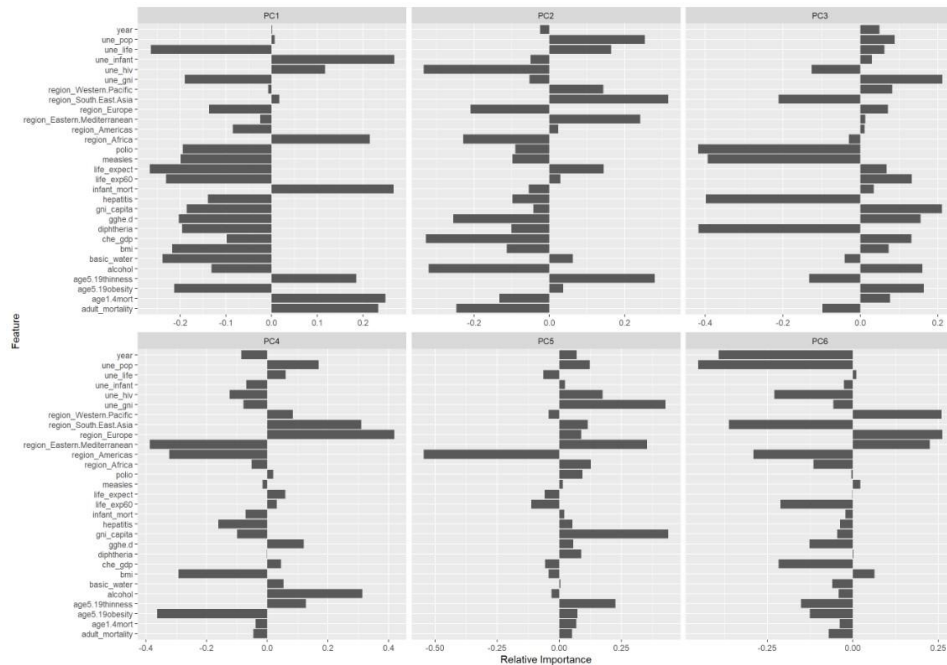 PC1
PC2
PC3
year
une_pop
une_life
une_infant
une_hiv
une_gni
region_Western.Pacific
region_South.East.Asia
region_Europe
region_Eastern.Mediterranean
region_Americas
region_Africa
polio
measles
life_expect
life_exp60
infant_mort
hepatitis
gni_capita
gghe.d
diphtheria
che_gdp
bmi
basic_water
alcohol
age5.19thinness
age5.19obesity
age1.4mort
adult_mortality
-0.2 -0.1 0.0 0.1 0.2
-0.2 0.0 0.2
-0.4 -0.2 0.0 0.2
Feature
PC4
PC5
PC6
year
une_pop
une_life
une_infant
une_hiv
une_gni
region_Western.Pacific
region_South.East.Asia
region_Europe
region_Eastern.Mediterranean
region_Americas
region_Africa
polio
measles
life_expect
life_exp60
infant_mort
hepatitis
gni_capita
gghe.d
diphtheria
che_gdp
bmi
basic_water
alcohol
age5.19thinness
age5.19obesity
age1.4mort
adult_mortality
-0.4 -0.2 0.0 0.2 0.4
-0.50 -0.25 0.00 0.25
-0.25 0.00 0.25
Relative Importance